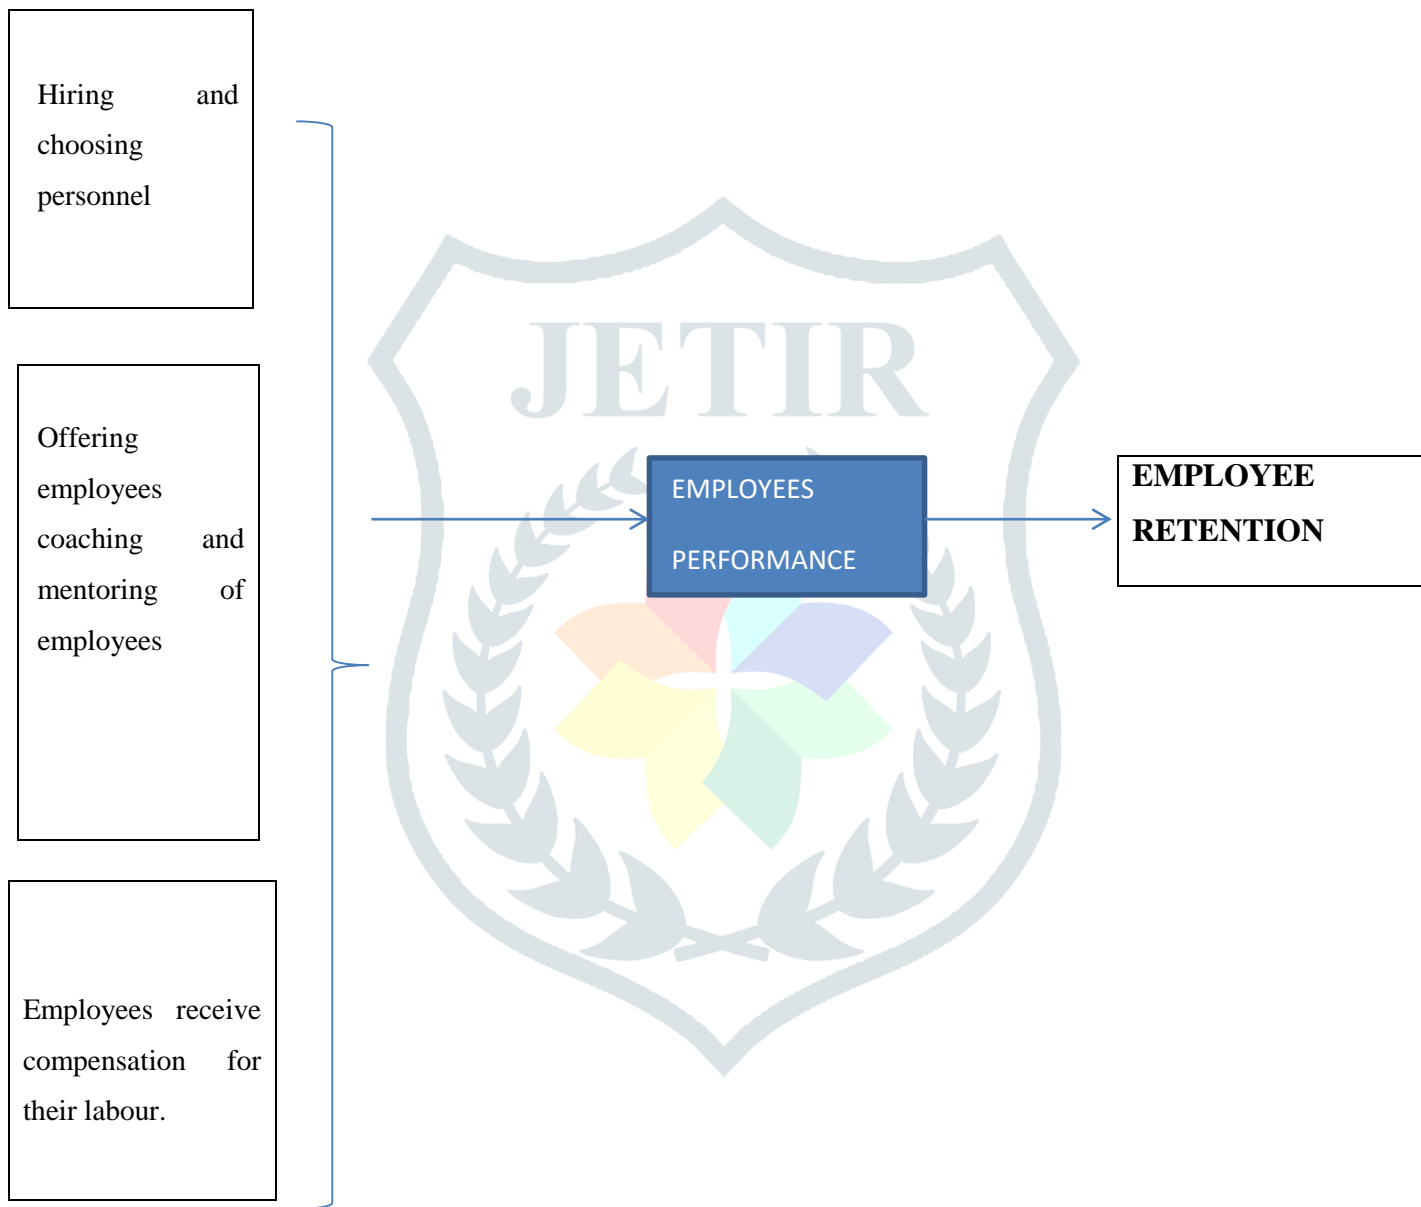 Hiring and
choosing
personnel
JETIR
Offering
employees
coaching and
mentoring of
employees
EMPLOYEES
PERFORMANCE
EMPLOYEE
RETENTION
Employees receive
compensation for
their labour.